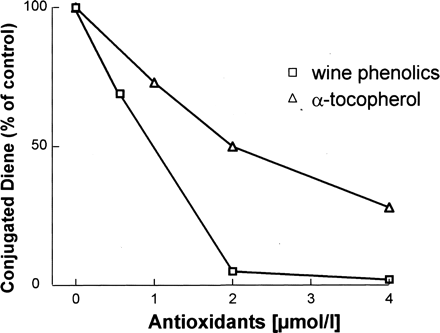 100
50
0
Conjugated Diene (% of control)
wine phenolics
α-tocopherol
0 1 2 3 4
Antioxidants [µmol/l]